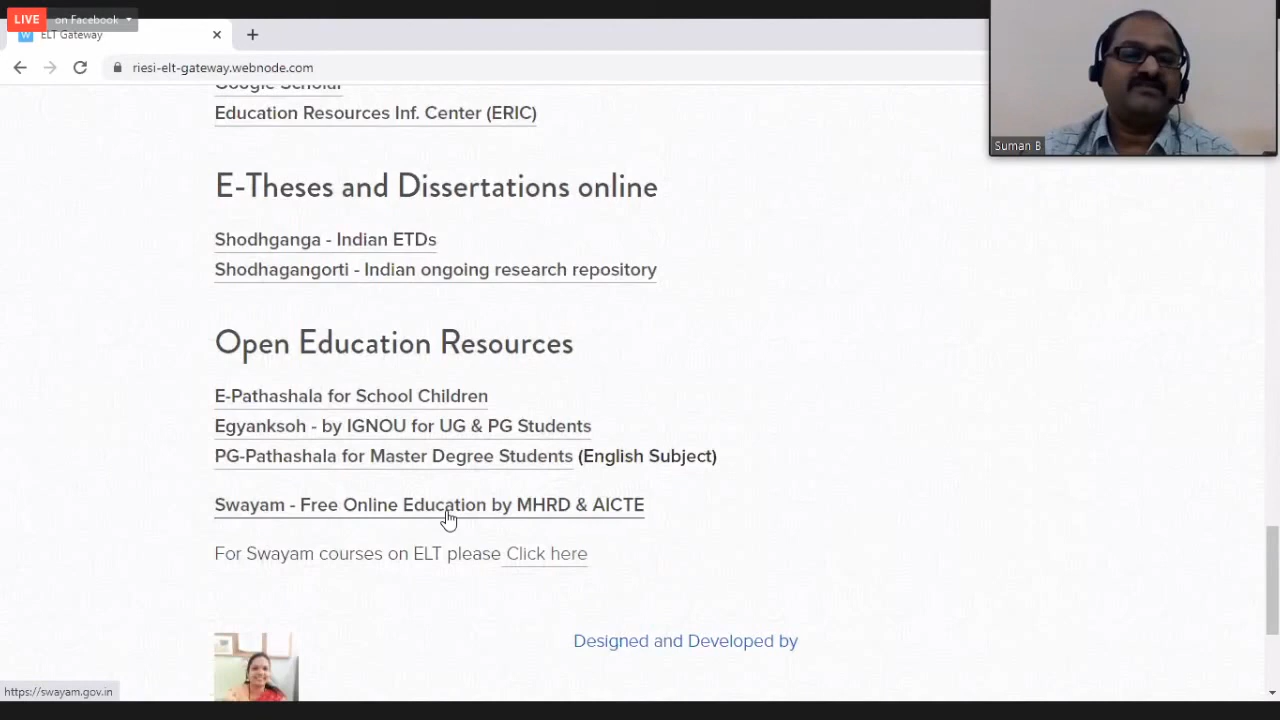 LIVE on Facebook
ELT Gateway
riesi-elt-gateway.webnode.com
Suman B
Google Scholar
Education Resources Inf. Center (ERIC)
E-Theses and Dissertations online
Shodhganga - Indian ETDs
Shodhagangorti - Indian ongoing research repository
Open Education Resources
E-Pathashala for School Children
Egyanksoh - by IGNOU for UG & PG Students
PG-Pathashala for Master Degree Students (English Subject)
Swayam - Free Online Education by MHRD & AICTE
For Swayam courses on ELT please Click here
Designed and Developed by
https://swayam.gov.in